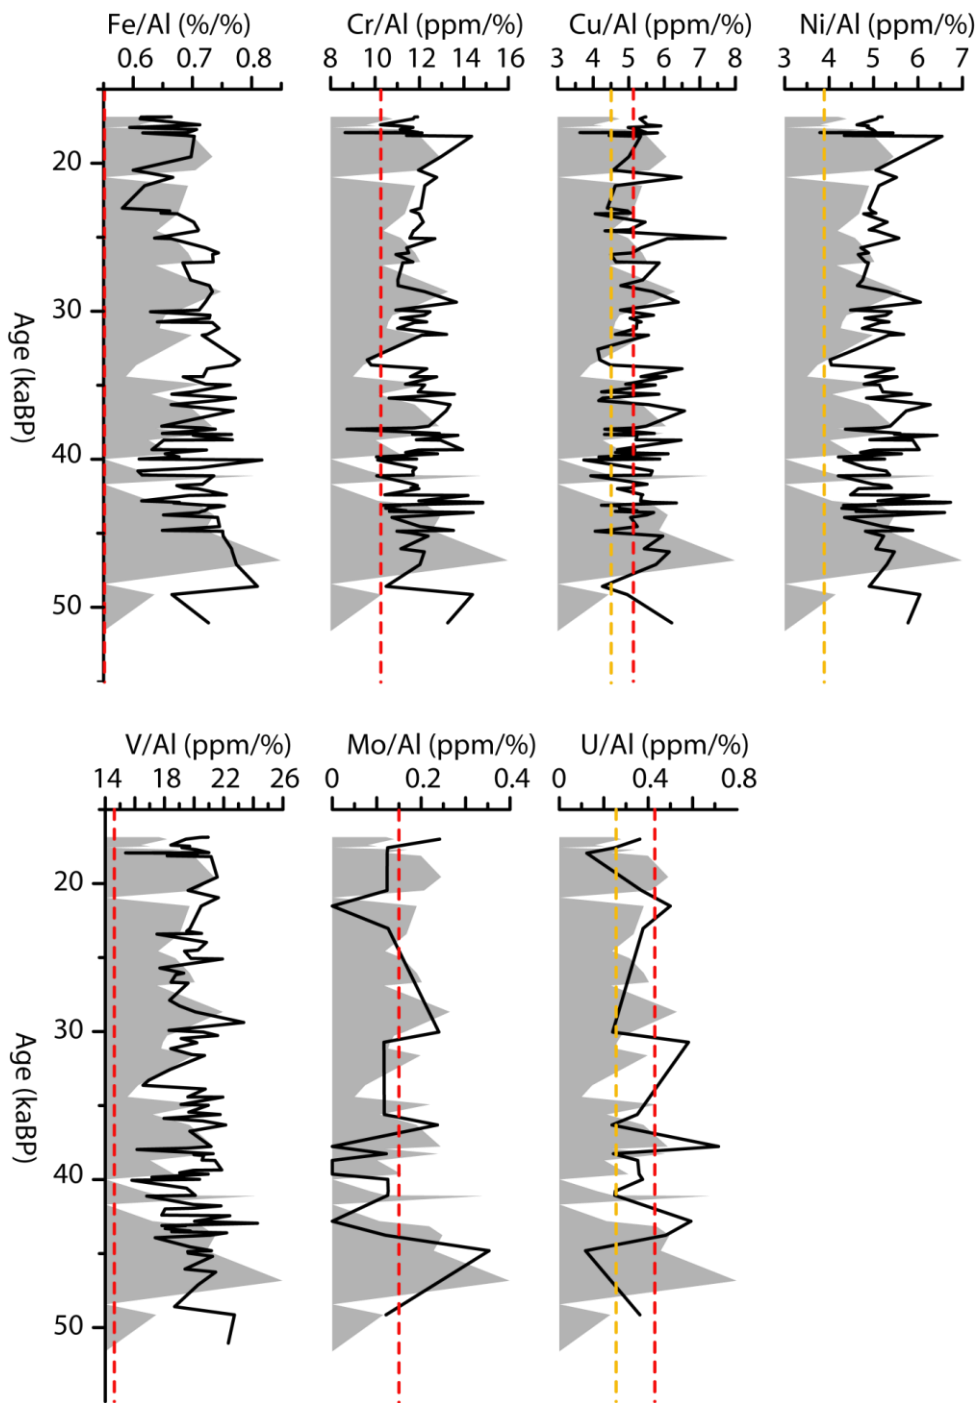 Fe/Al (%/%) Cr/Al (ppm/%) Cu/Al (ppm/%) Ni/Al (ppm/%)
0.6 0.7 0.8 8 10 12 14 16 3 4 5 6 7 8 3 4 5 6 7
20
30
40
50
Age (kaBP)
V/Al (ppm/%) Mo/Al (ppm/%) U/Al (ppm/%)
14 18 22 26 0 0.2 0.4 0 0.4 0.8
20
30
40
50
Age (kaBP)